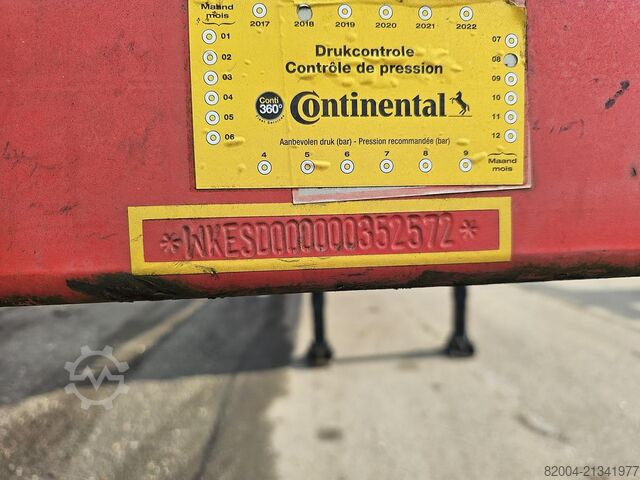 Maand mois 2017 2018 2019 2020 2021 2022
01 07
Drukcontrole
02 08
Contrôle de pression
03 09
04 Conti 360° Fleet Services Continental 10
05 11
06 12
Aanbevolen druk (bar) - Pression recommandée (bar)
4 5 6 7 8 9 Maand mois
*WKESD000000352572*
82004-21341977